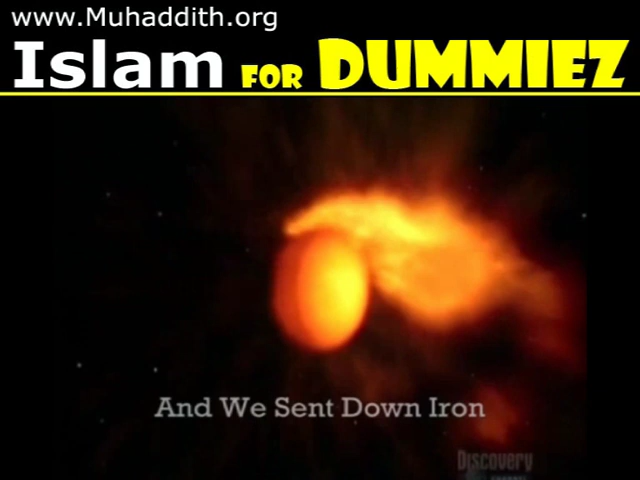 www.Muhaddith.org
Islam FOR DUMMIEZ
And We Sent Down Iron
Discovery